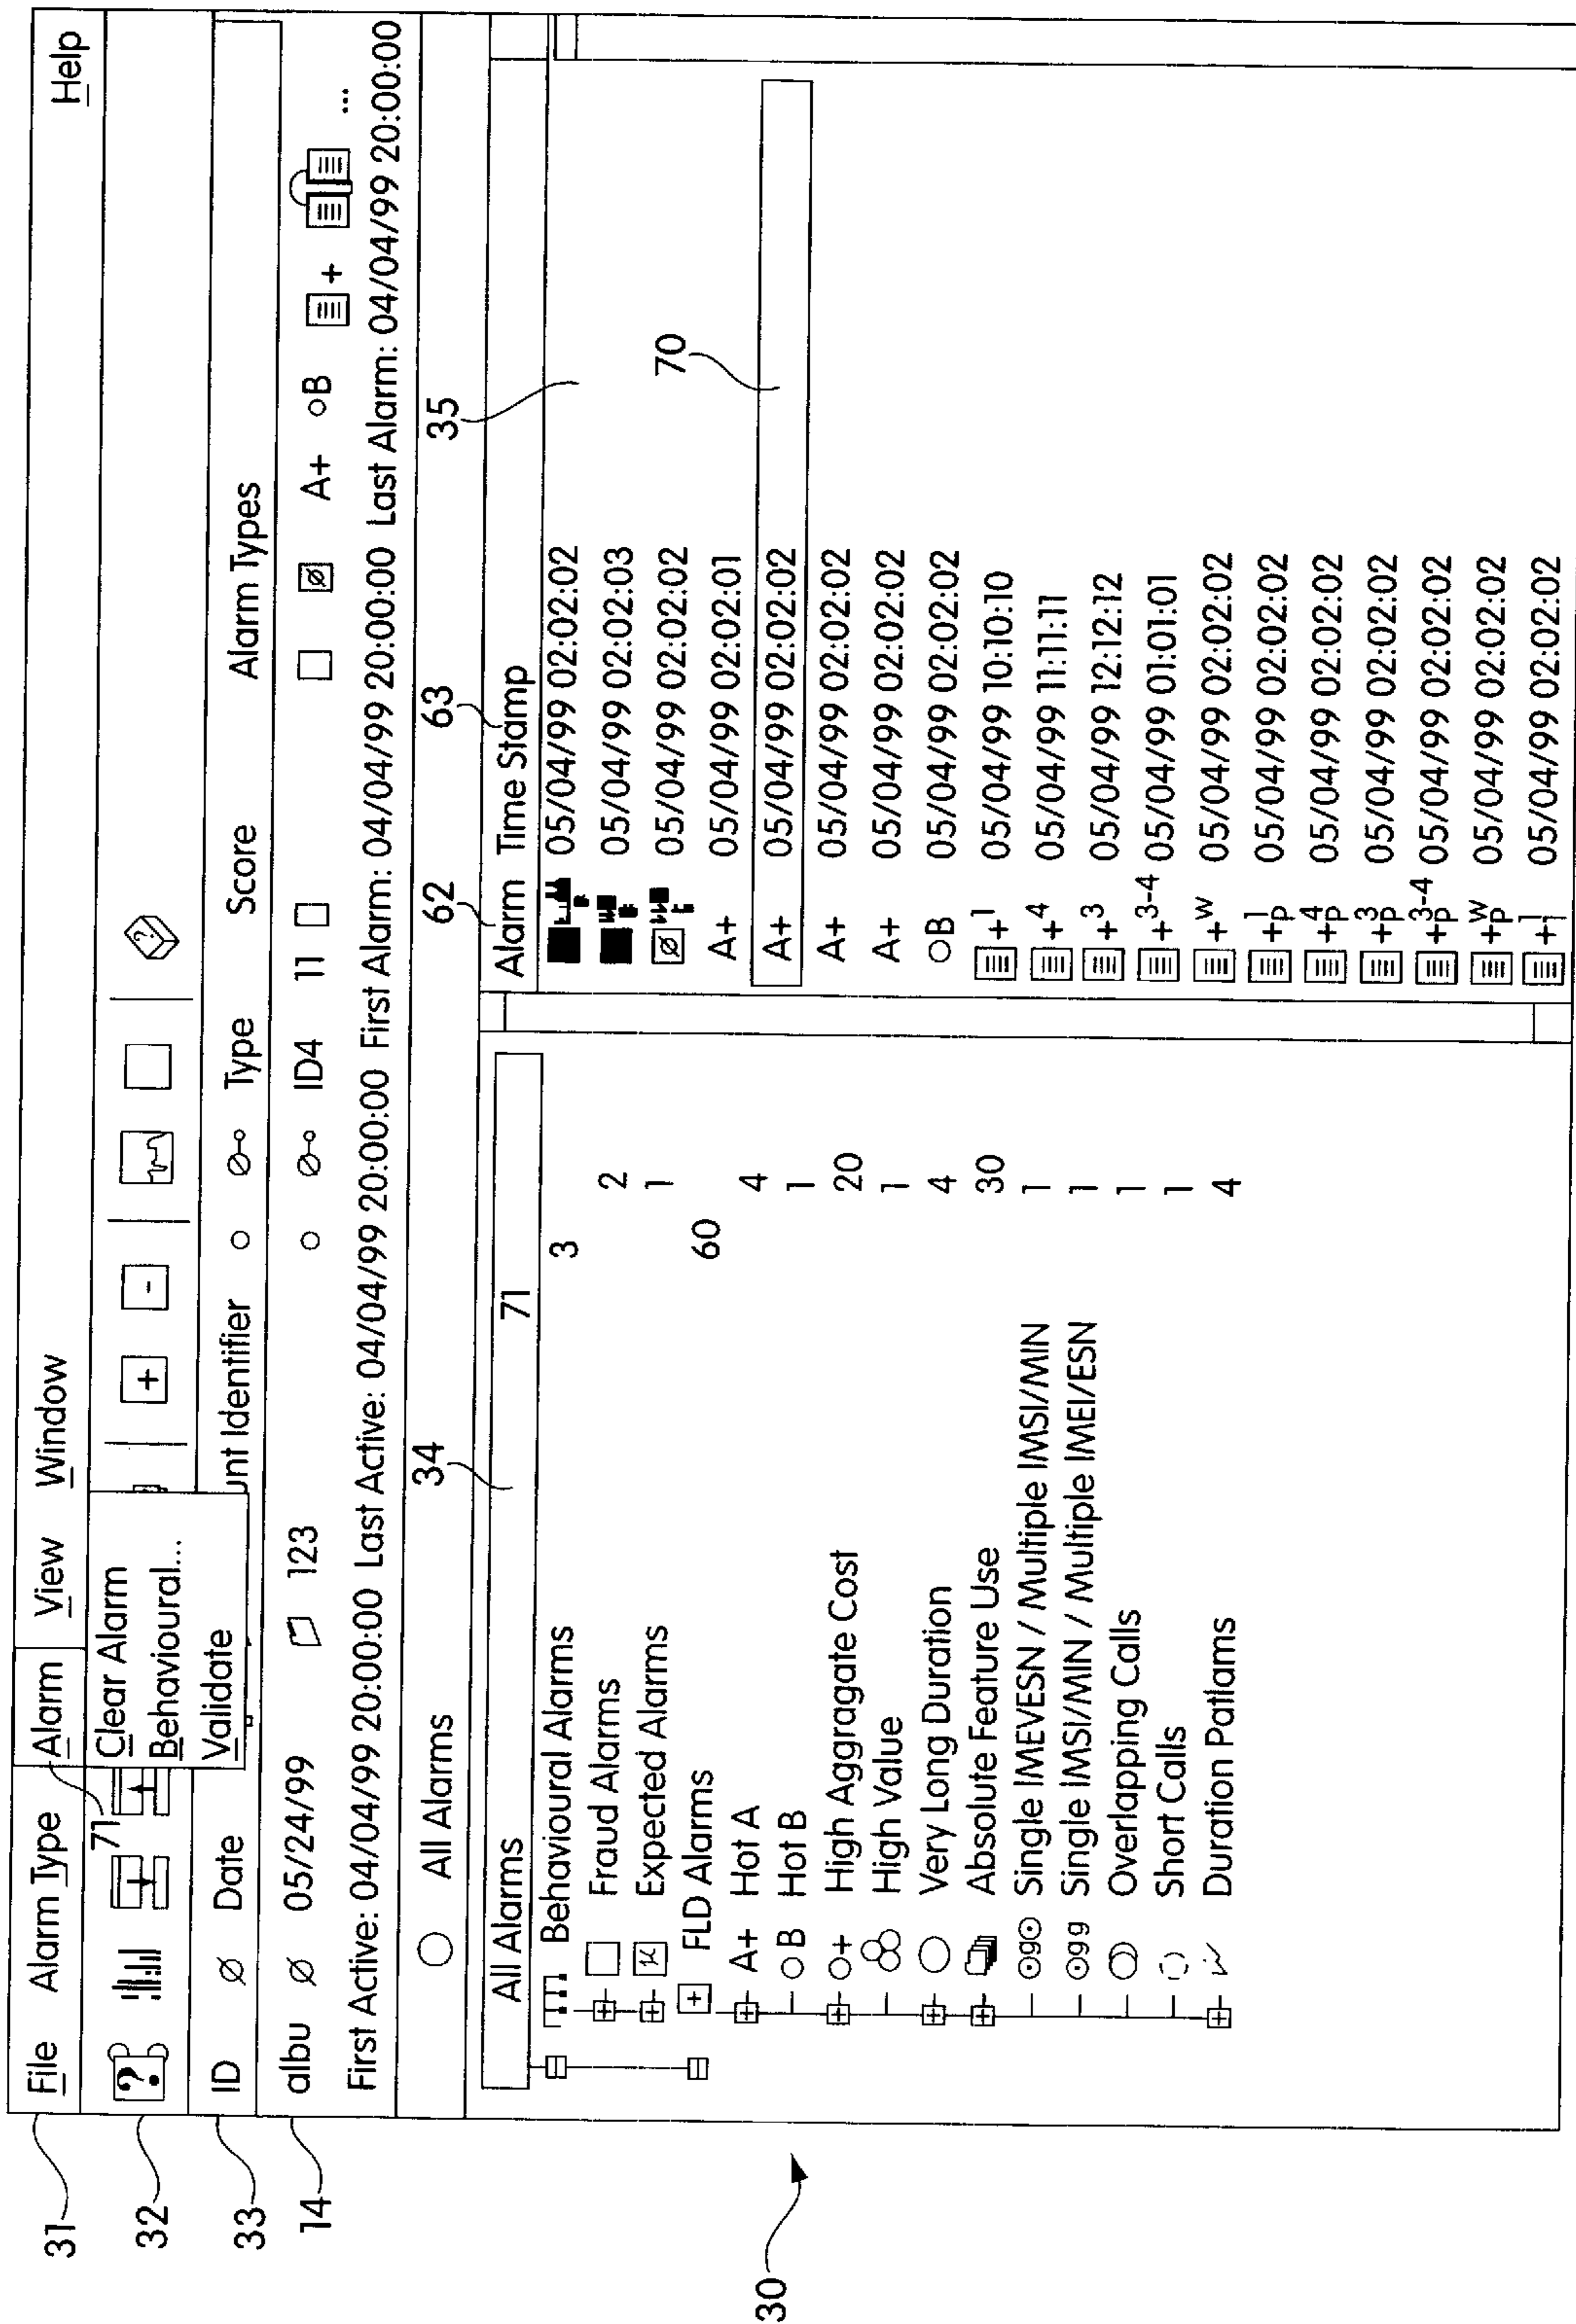 File Alarm Type Alarm View Window Help
71
Clear Alarm
Behavioural...
Validate
? + - ?
ID Ø Date unt Identifier Type Score Alarm Types
albu Ø 05/24/99 123 ID4 11 Ø A+ B + ...
First Active: 04/04/99 20:00:00 Last Active: 04/04/99 20:00:00 First Alarm: 04/04/99 20:00:00 Last Alarm: 04/04/99 20:00:00
All Alarms
34
62
63
35
70
All Alarms 71
Behavioural Alarms 3
Fraud Alarms 2
Expected Alarms 1
FLD Alarms 60
A+ Hot A 4
B Hot B 1
+ High Aggragate Cost 20
High Value 1
Very Long Duration 4
Absolute Feature Use 30
Single IMEVESN / Multiple IMSI/MIN 1
Single IMSI/MIN / Multiple IMEI/ESN 1
Overlapping Calls 1
Short Calls 1
Duration Patlams 4
Alarm Time Stamp
05/04/99 02:02:02
05/04/99 02:02:03
Ø 05/04/99 02:02:02
A+ 05/04/99 02:02:01
A+ 05/04/99 02:02:02
A+ 05/04/99 02:02:02
A+ 05/04/99 02:02:02
B 05/04/99 02:02:02
+1 05/04/99 10:10:10
+4 05/04/99 11:11:11
+3 05/04/99 12:12:12
+3-4 05/04/99 01:01:01
+W 05/04/99 02:02:02
+1p 05/04/99 02:02:02
+4p 05/04/99 02:02:02
+3p 05/04/99 02:02:02
+3-4p 05/04/99 02:02:02
+Wp 05/04/99 02:02:02
+11 05/04/99 02:02:02
31
32
33
14
30